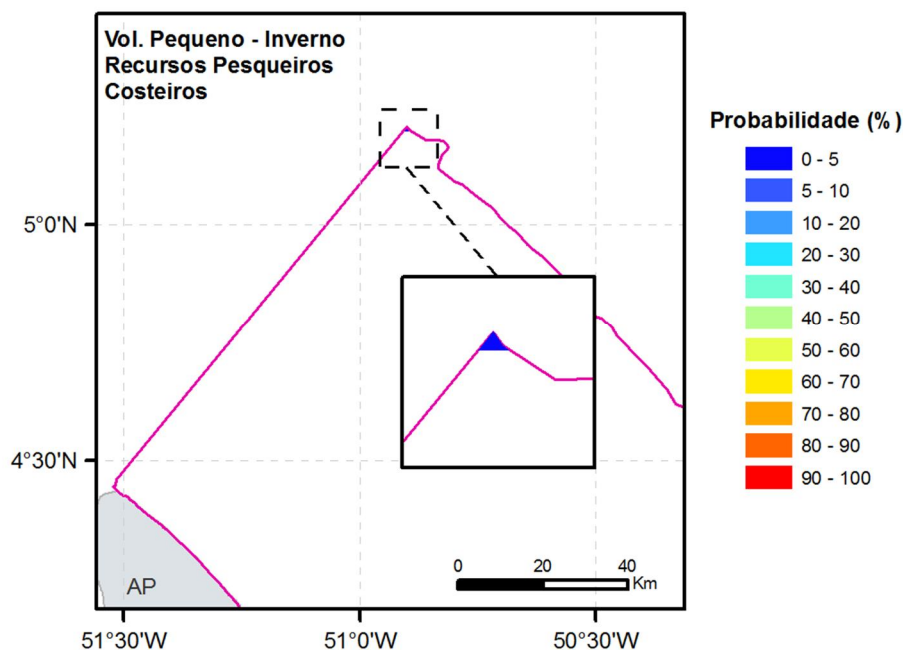 Vol. Pequeno - Inverno
Recursos Pesqueiros
Costeiros
5°0'N
4°30'N
AP
0 20 40
Km
51°30'W 51°0'W 50°30'W
Probabilidade (%)
0 - 5
5 - 10
10 - 20
20 - 30
30 - 40
40 - 50
50 - 60
60 - 70
70 - 80
80 - 90
90 - 100